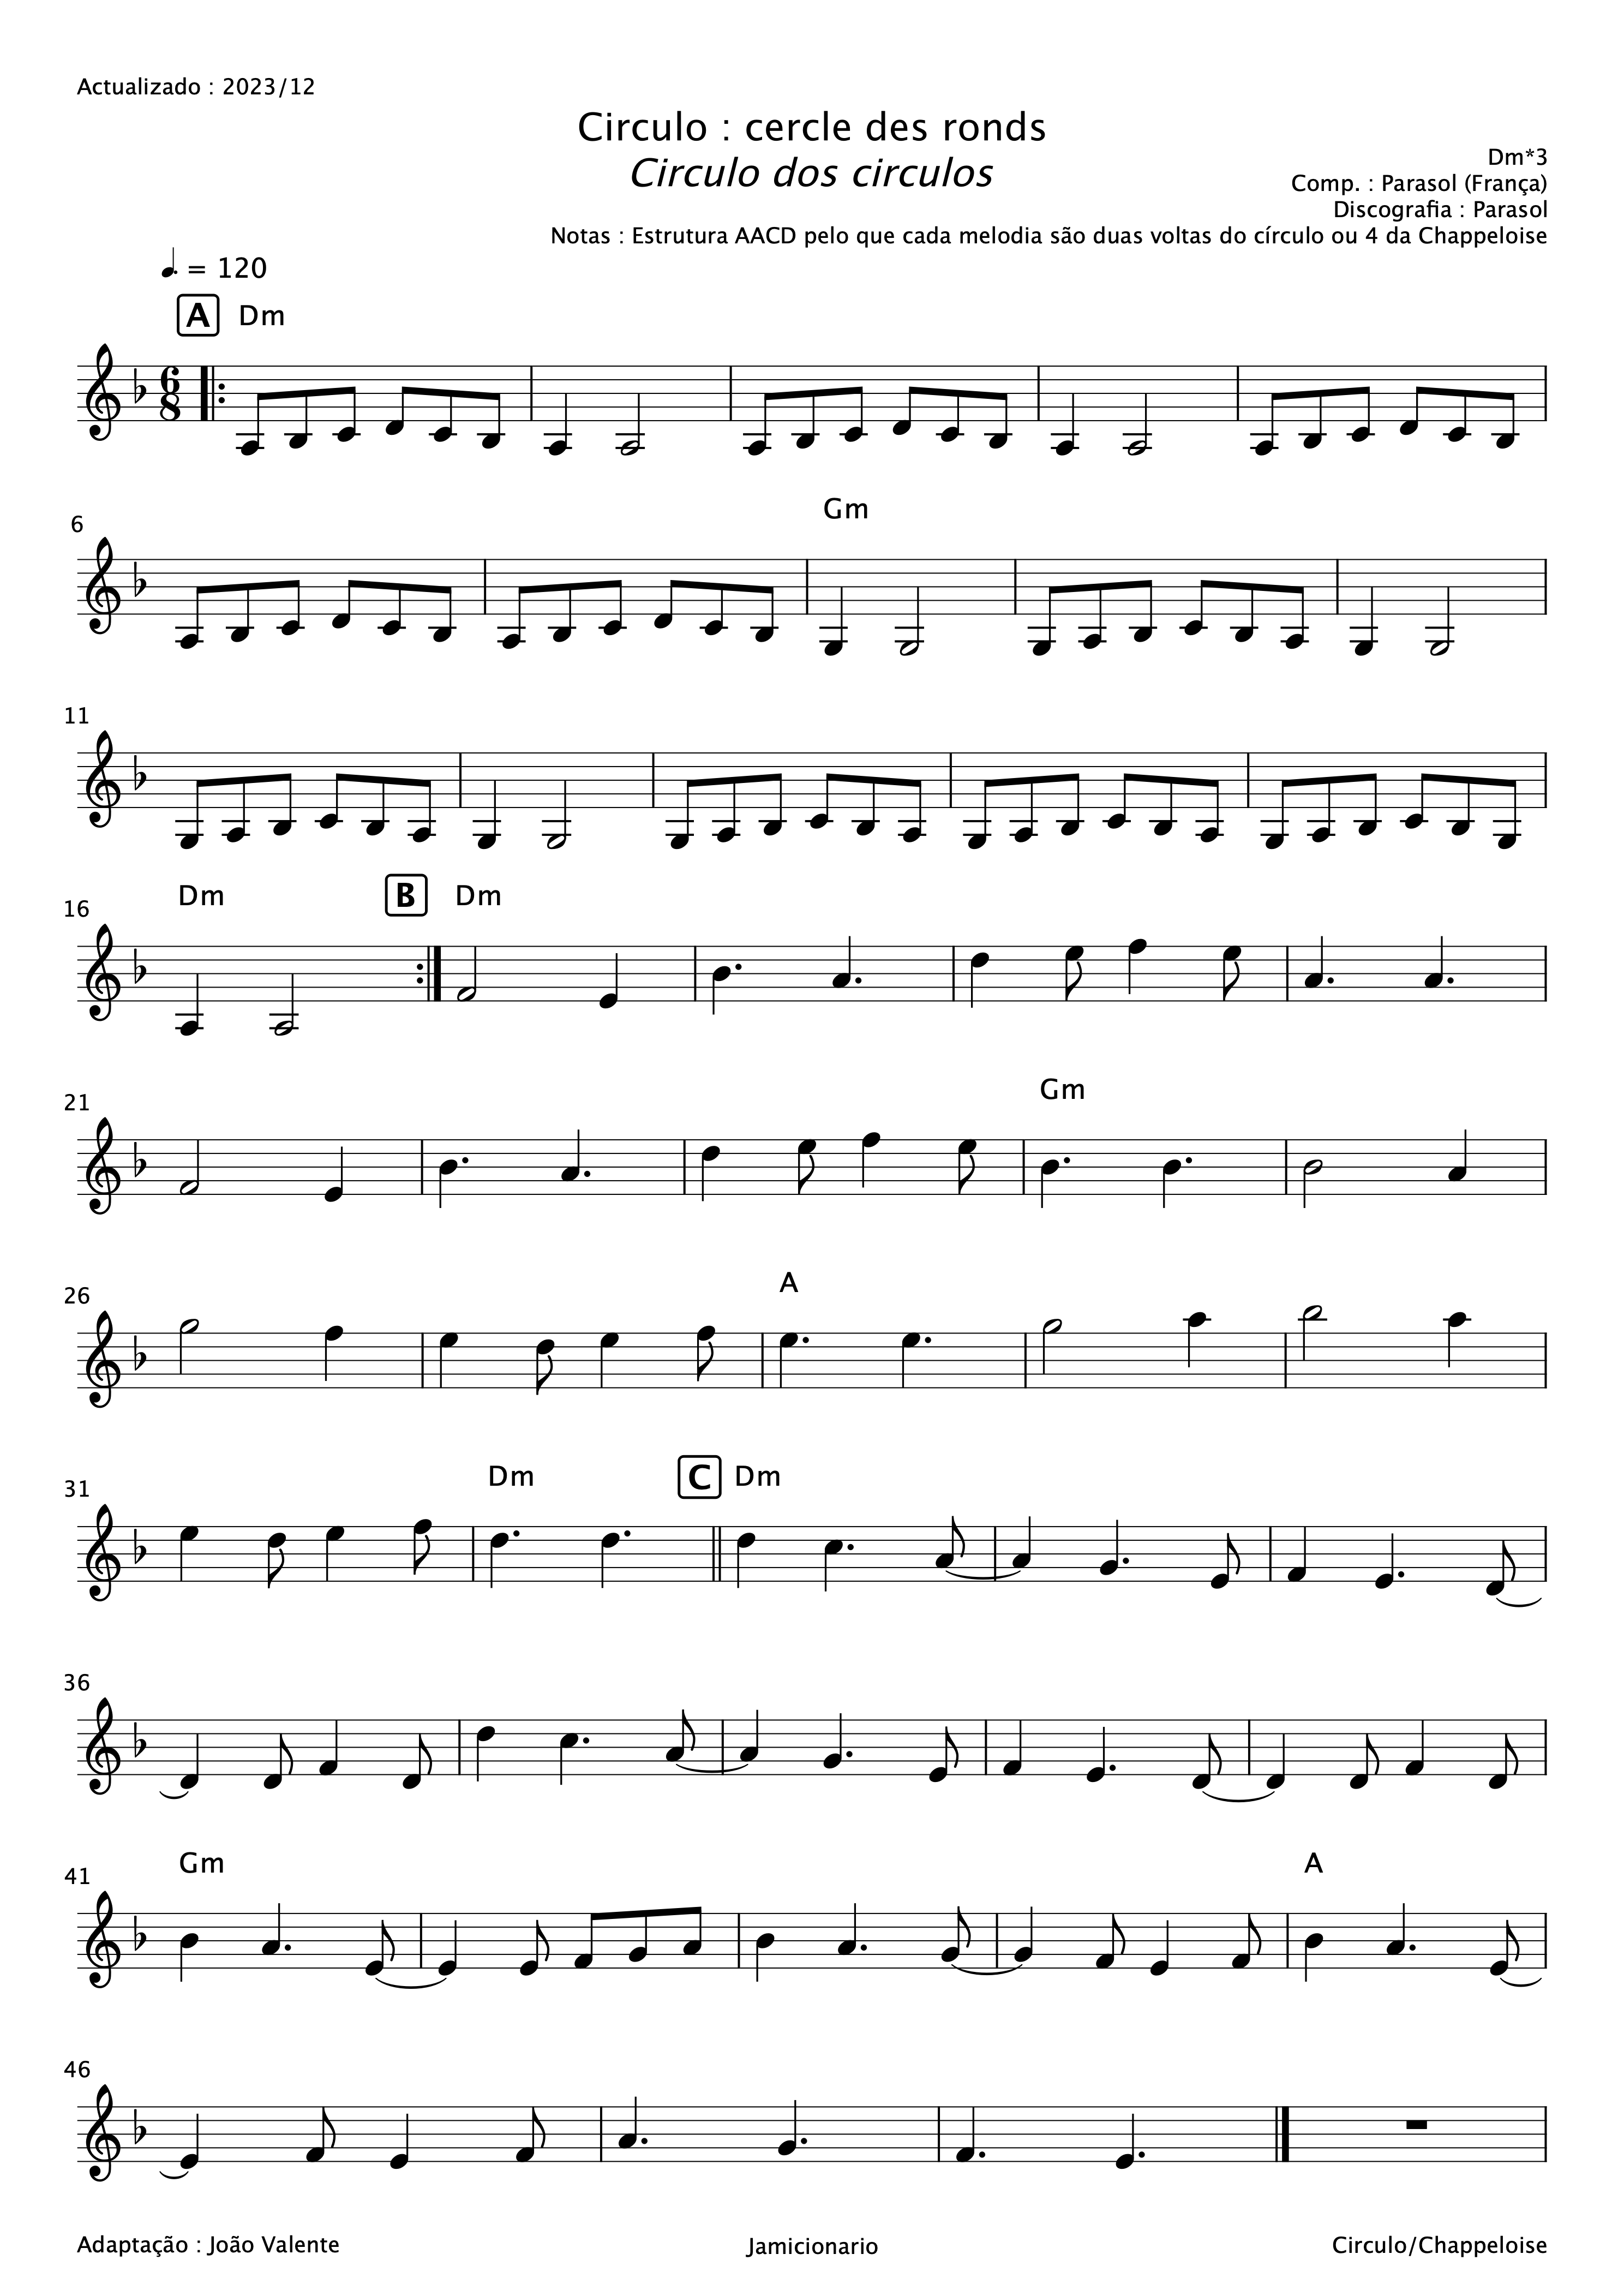 Actualizado : 2023/12
Circulo : cercle des ronds
Circulo dos circulos
Dm*3
Comp. : Parasol (França)
Discografia : Parasol
Notas : Estrutura AACD pelo que cada melodia são duas voltas do círculo ou 4 da Chappeloise
= 120
A Dm
6 8
Gm
6
11
Dm B Dm
16
Gm
21
A
26
Dm C Dm
31
36
Gm A
41
46
Adaptação : João Valente Jamicionario Circulo/Chappeloise